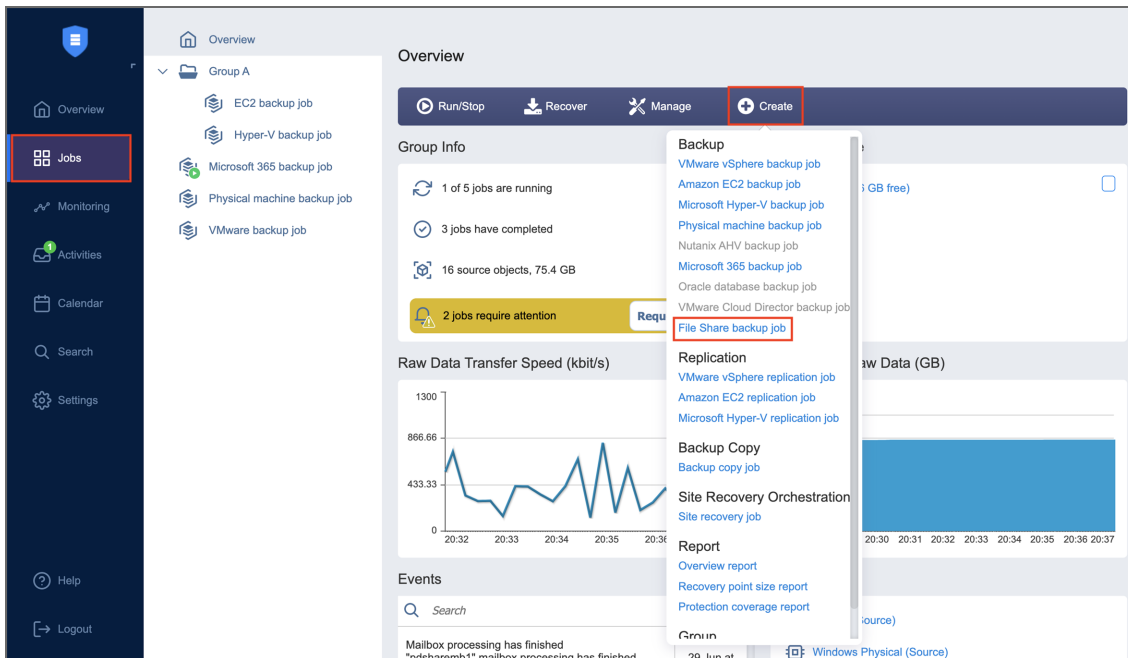 Overview
Jobs
Monitoring
1
Activities
Calendar
Search
Settings
Help
Logout
Overview
Group A
EC2 backup job
Hyper-V backup job
Microsoft 365 backup job
Physical machine backup job
VMware backup job
Overview
Run/Stop
Recover
Manage
Create
Group Info
1 of 5 jobs are running
3 jobs have completed
16 source objects, 75.4 GB
2 jobs require attention
Requ
GB free)
Backup
VMware vSphere backup job
Amazon EC2 backup job
Microsoft Hyper-V backup job
Physical machine backup job
Nutanix AHV backup job
Microsoft 365 backup job
Oracle database backup job
VMware Cloud Director backup job
File Share backup job
Replication
VMware vSphere replication job
Amazon EC2 replication job
Microsoft Hyper-V replication job
Backup Copy
Backup copy job
Site Recovery Orchestration
Site recovery job
Report
Overview report
Recovery point size report
Protection coverage report
Group
Raw Data Transfer Speed (kbit/s)
1300
866.66
433.33
0
20:32 20:33 20:34 20:35 20:36
aw Data (GB)
20:30 20:31 20:32 20:33 20:34 20:35 20:36 20:37
Events
Search
Mailbox processing has finished
"ndsharemb1" mailbox processing has finished
29 Jun at
ource)
Windows Physical (Source)